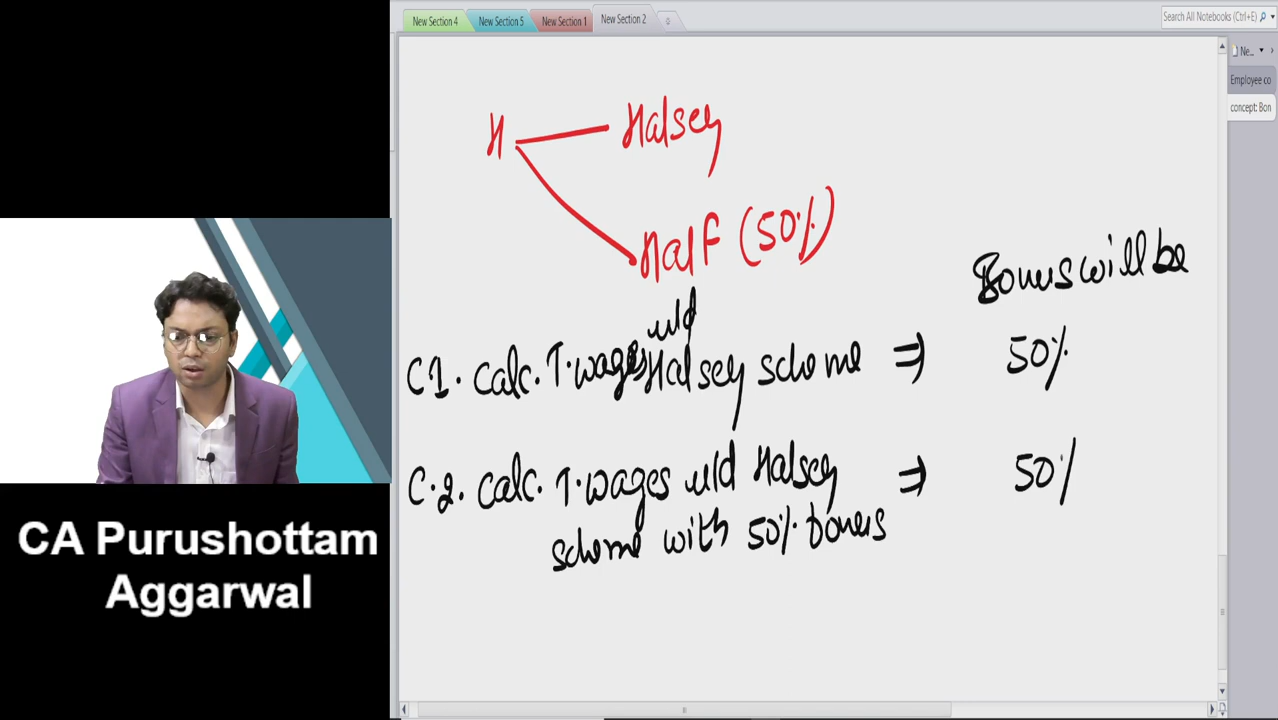 New Section 4
New Section 5
New Section 1
New Section 2
Search All Notebooks (Ctrl+E)
Ne...
Employee co
concept: Bon
H
Halsey
Half (50%)
Bonus will be
C1. calc. T.wages u/d Halsey scheme ⇒ 50%
C.2. calc. T.wages u/d Halsey ⇒ 50%
scheme with 50% bonus
CA Purushottam
Aggarwal